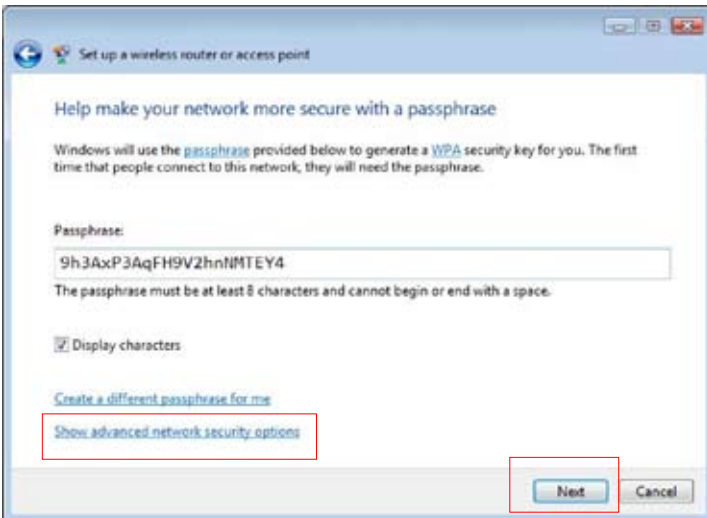 Set up a wireless router or access point
Help make your network more secure with a passphrase
Windows will use the passphrase provided below to generate a WPA security key for you. The first
time that people connect to this network, they will need the passphrase.
Passphrase:
9h3AxP3AqFH9V2hnNMTEY4
The passphrase must be at least 8 characters and cannot begin or end with a space.
Display characters
Create a different passphrase for me
Show advanced network security options
Next Cancel